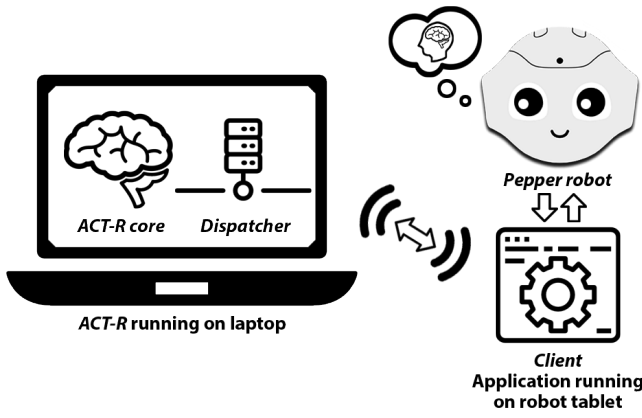 ACT-R core
Dispatcher
ACT-R running on laptop
Pepper robot
Client
Application running
on robot tablet